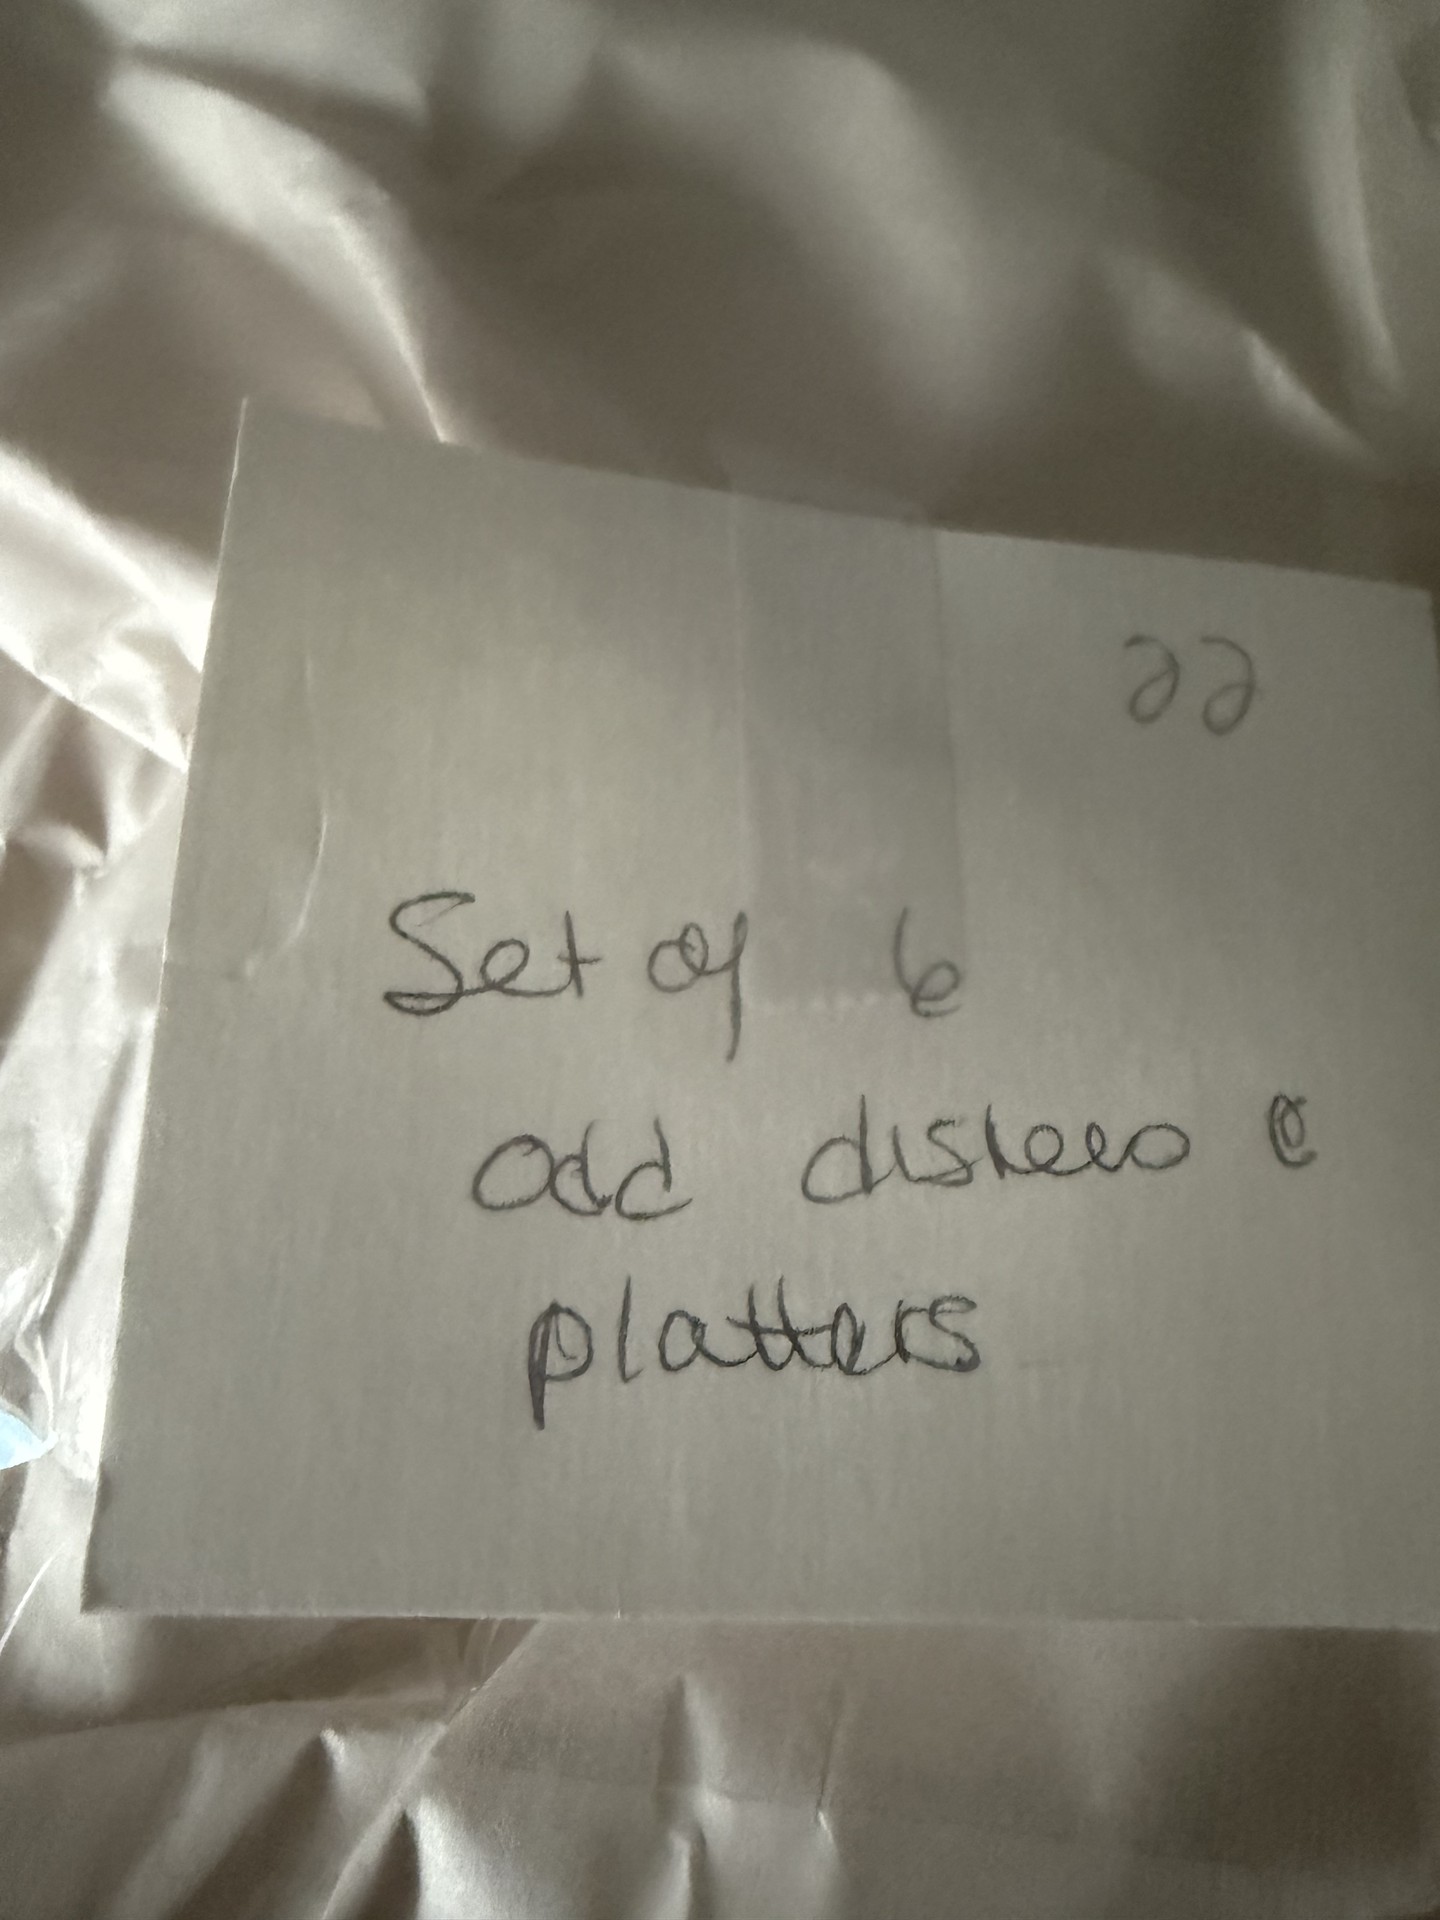 22
Set of 6
odd dishes &
platters